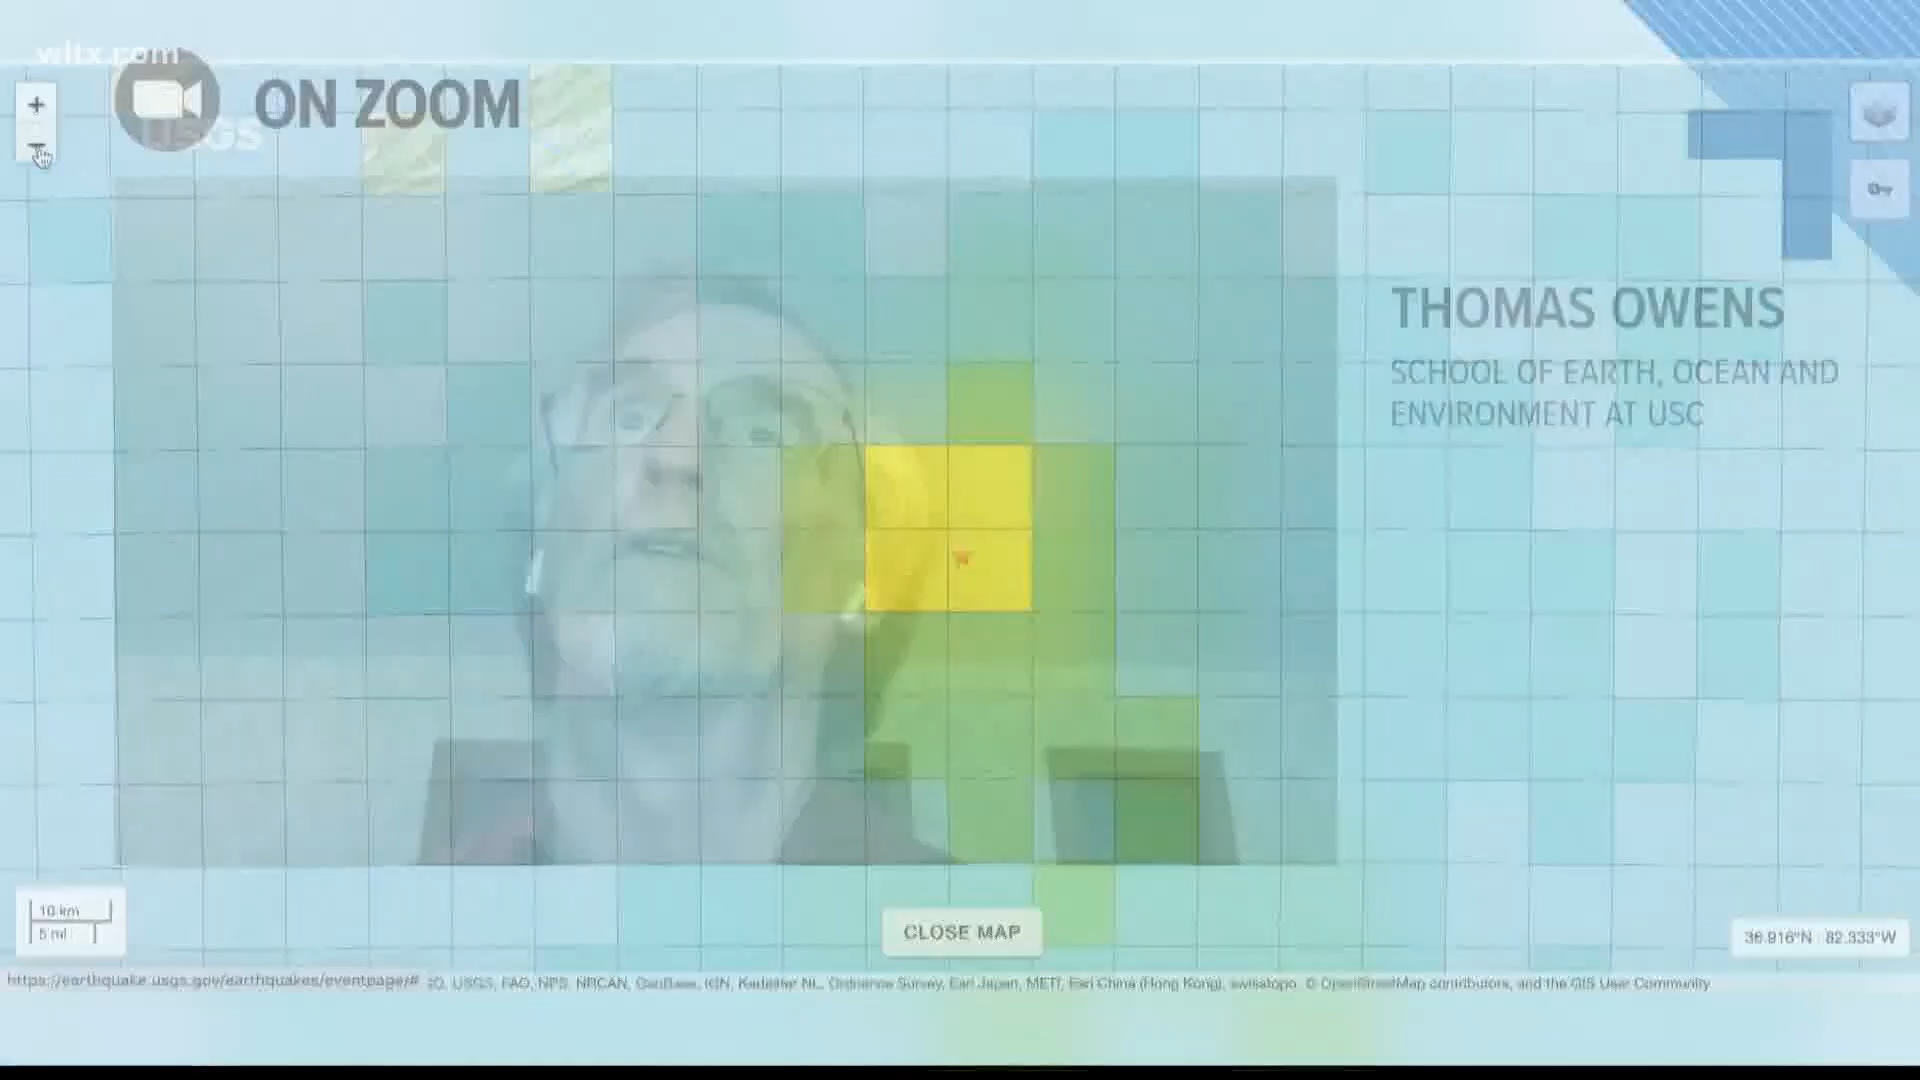 wltx.com
ON ZOOM
USGS
+
THOMAS OWENS
SCHOOL OF EARTH, OCEAN AND
ENVIRONMENT AT USC
10 km
5 mi
CLOSE MAP
36.916°N 82.333°W
https://earthquake.usgs.gov/earthquakes/eventpage/# USGS, FAO, NPS, NRCAN, GeoBase, IGN, Kadaster NL, Ordnance Survey, Esri Japan, METI, Esri China (Hong Kong), swisstopo, © OpenStreetMap contributors, and the GIS User Community